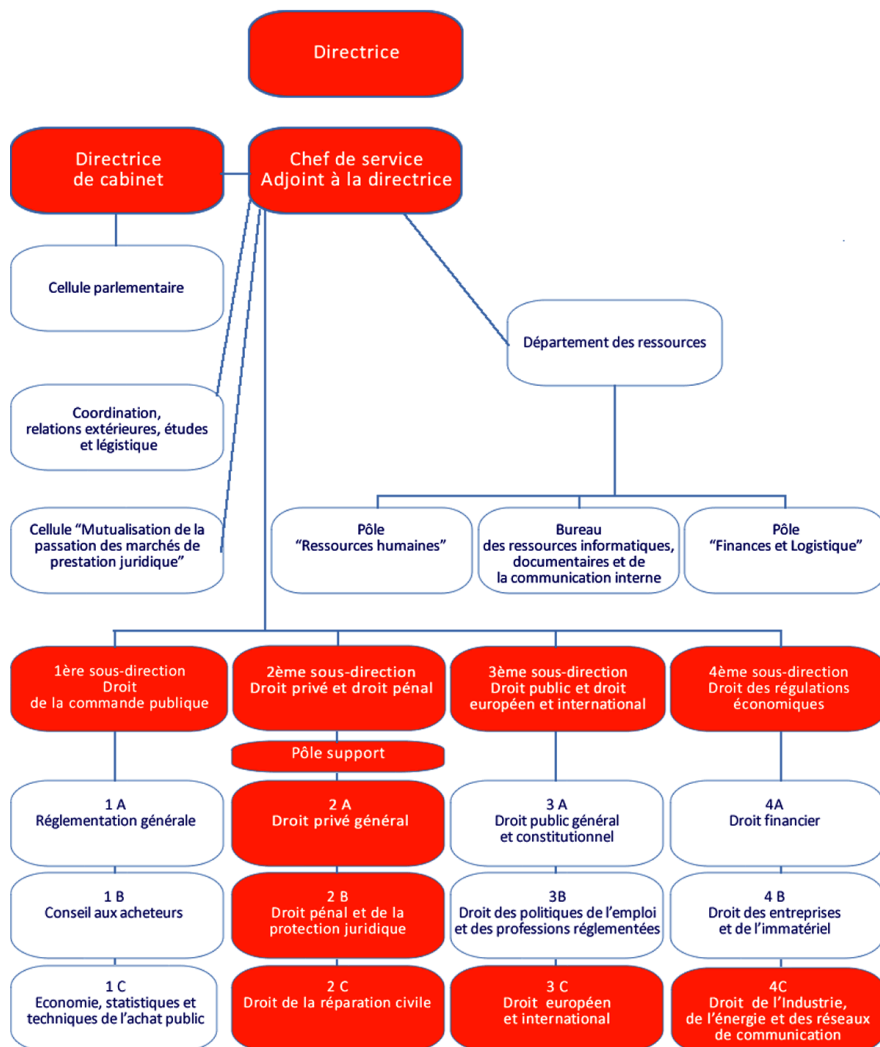 Directrice
Directrice
de cabinet
Chef de service
Adjoint à la directrice
Cellule parlementaire
Département des ressources
Coordination,
relations extérieures, études
et légistique
Cellule “Mutualisation de la
passation des marchés de
prestation juridique”
Pôle
“Ressources humaines”
Bureau
des ressources informatiques,
documentaires et de
la communication interne
Pôle
“Finances et Logistique”
1ère sous-direction
Droit
de la commande publique
2ème sous-direction
Droit privé et droit pénal
3ème sous-direction
Droit public et droit
européen et international
4ème sous-direction
Droit des régulations
économiques
Pôle support
1 A
Réglementation générale
2 A
Droit privé général
3 A
Droit public général
et constitutionnel
4A
Droit financier
1 B
Conseil aux acheteurs
2 B
Droit pénal et de la
protection juridique
3B
Droit des politiques de l’emploi
et des professions réglementées
4 B
Droit des entreprises
et de l’immatériel
1 C
Economie, statistiques et
techniques de l’achat public
2 C
Droit de la réparation civile
3 C
Droit européen
et international
4C
Droit de l’Industrie,
de l’énergie et des réseaux
de communication